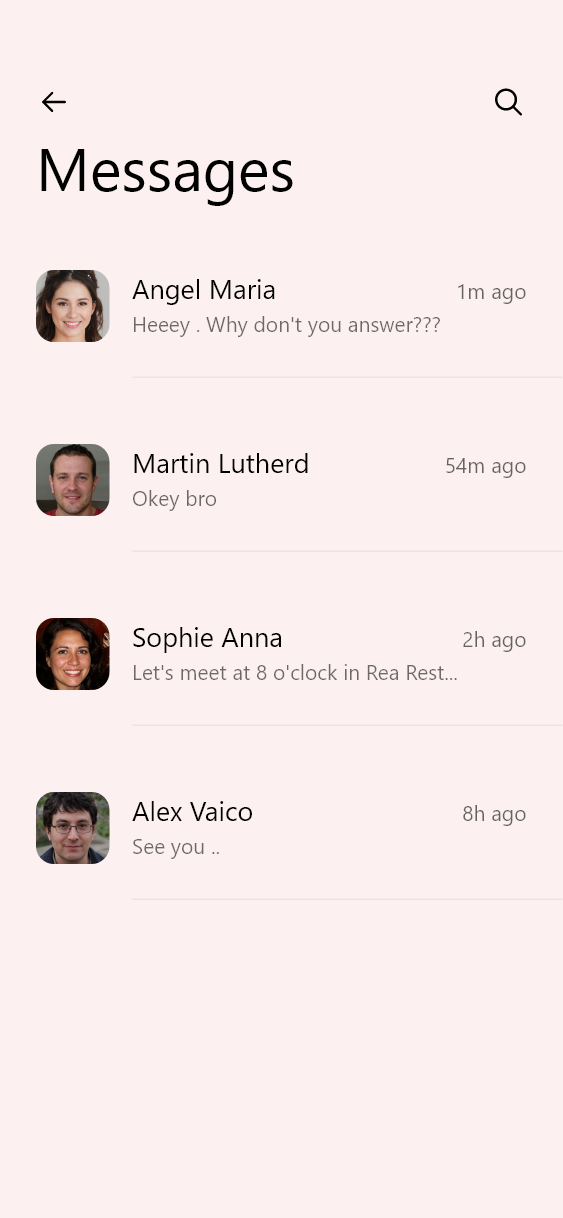 Messages
Angel Maria
1m ago
Heeey . Why don't you answer???
Martin Lutherd
54m ago
Okey bro
Sophie Anna
2h ago
Let's meet at 8 o'clock in Rea Rest...
Alex Vaico
8h ago
See you ..